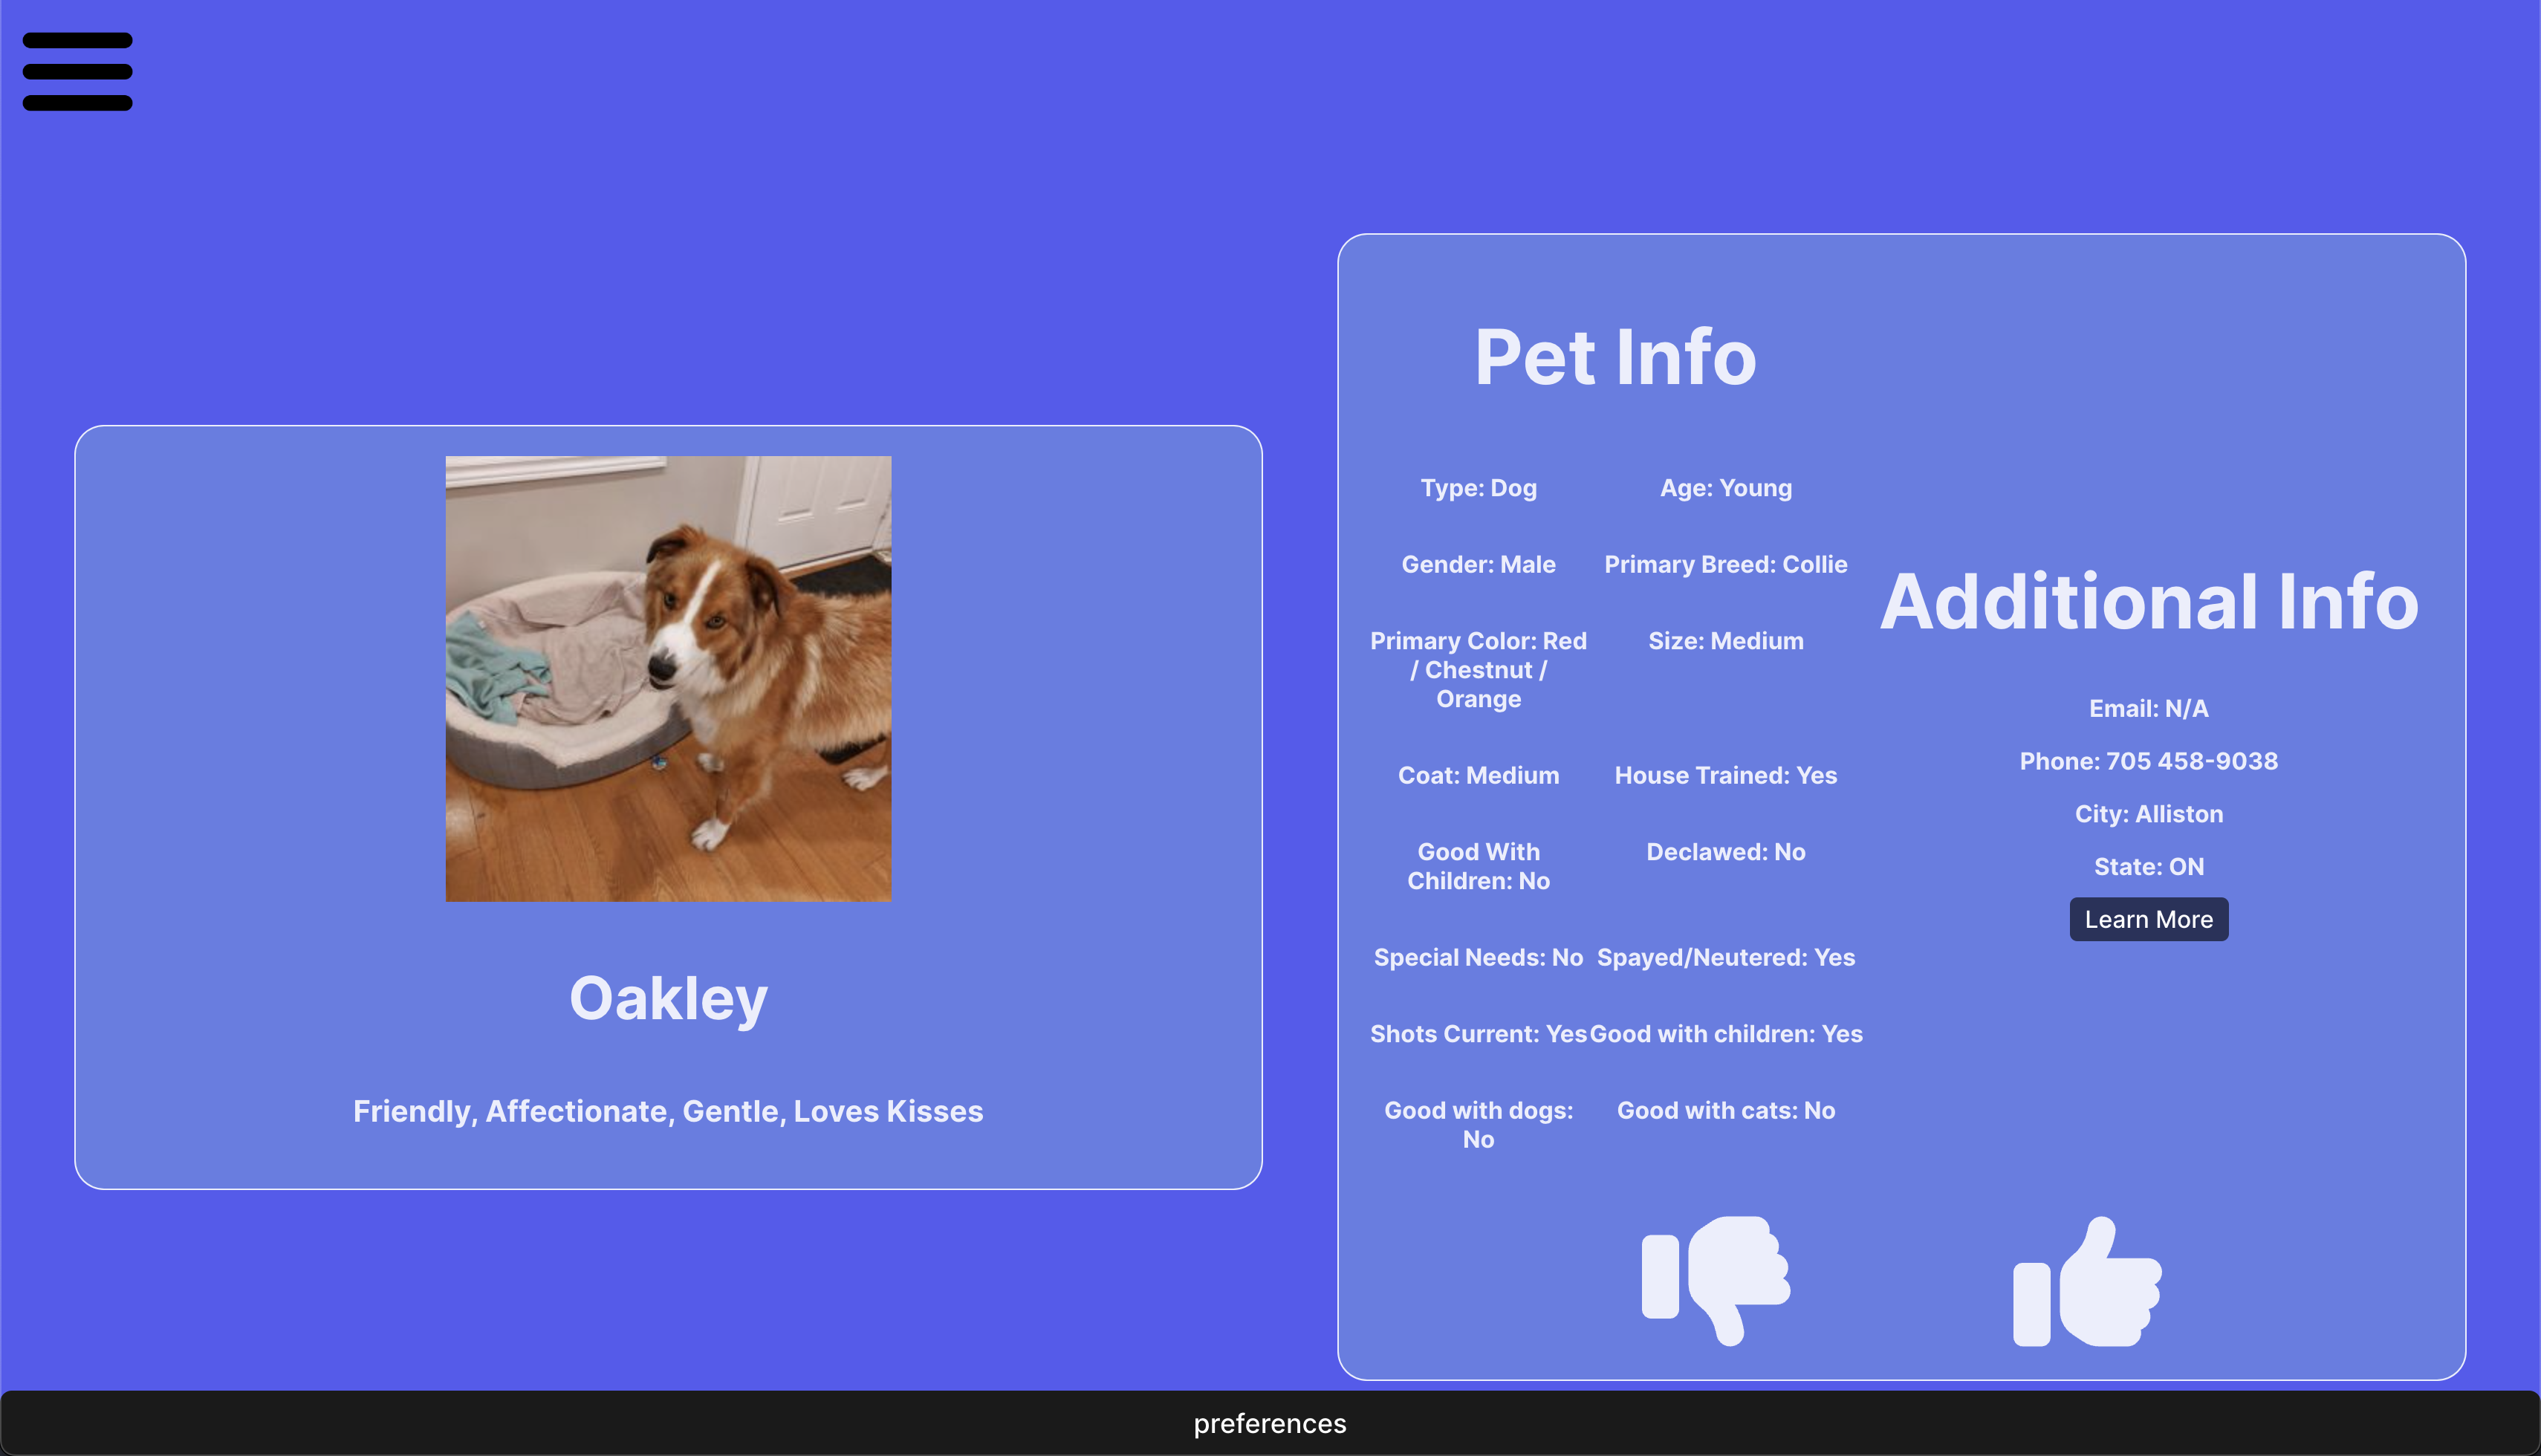 Oakley
Friendly, Affectionate, Gentle, Loves Kisses
Pet Info
Type: Dog
Age: Young
Gender: Male
Primary Breed: Collie
Primary Color: Red
/ Chestnut /
Orange
Size: Medium
Coat: Medium
House Trained: Yes
Good With
Children: No
Declawed: No
Special Needs: No
Spayed/Neutered: Yes
Shots Current: Yes
Good with children: Yes
Good with dogs:
No
Good with cats: No
Additional Info
Email: N/A
Phone: 705 458-9038
City: Alliston
State: ON
Learn More
preferences